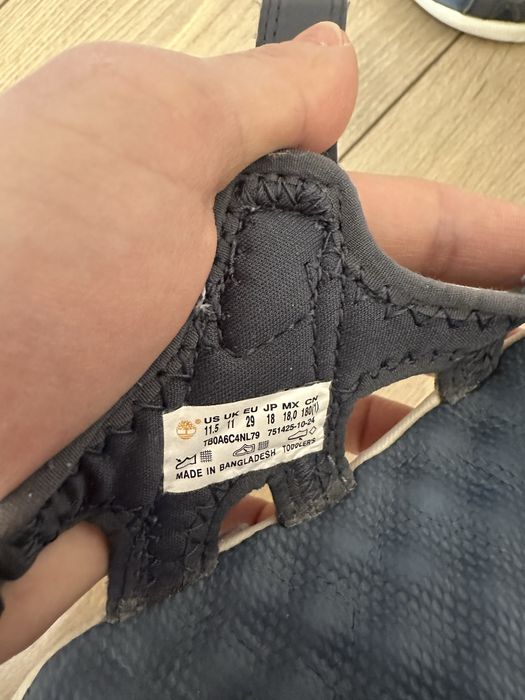 US UK EU JP MX CN
11.5 11 29 18 18,0 180(1)
TB0A6C4NL79 751425-10-24
MADE IN BANGLADESH TODDLER'S